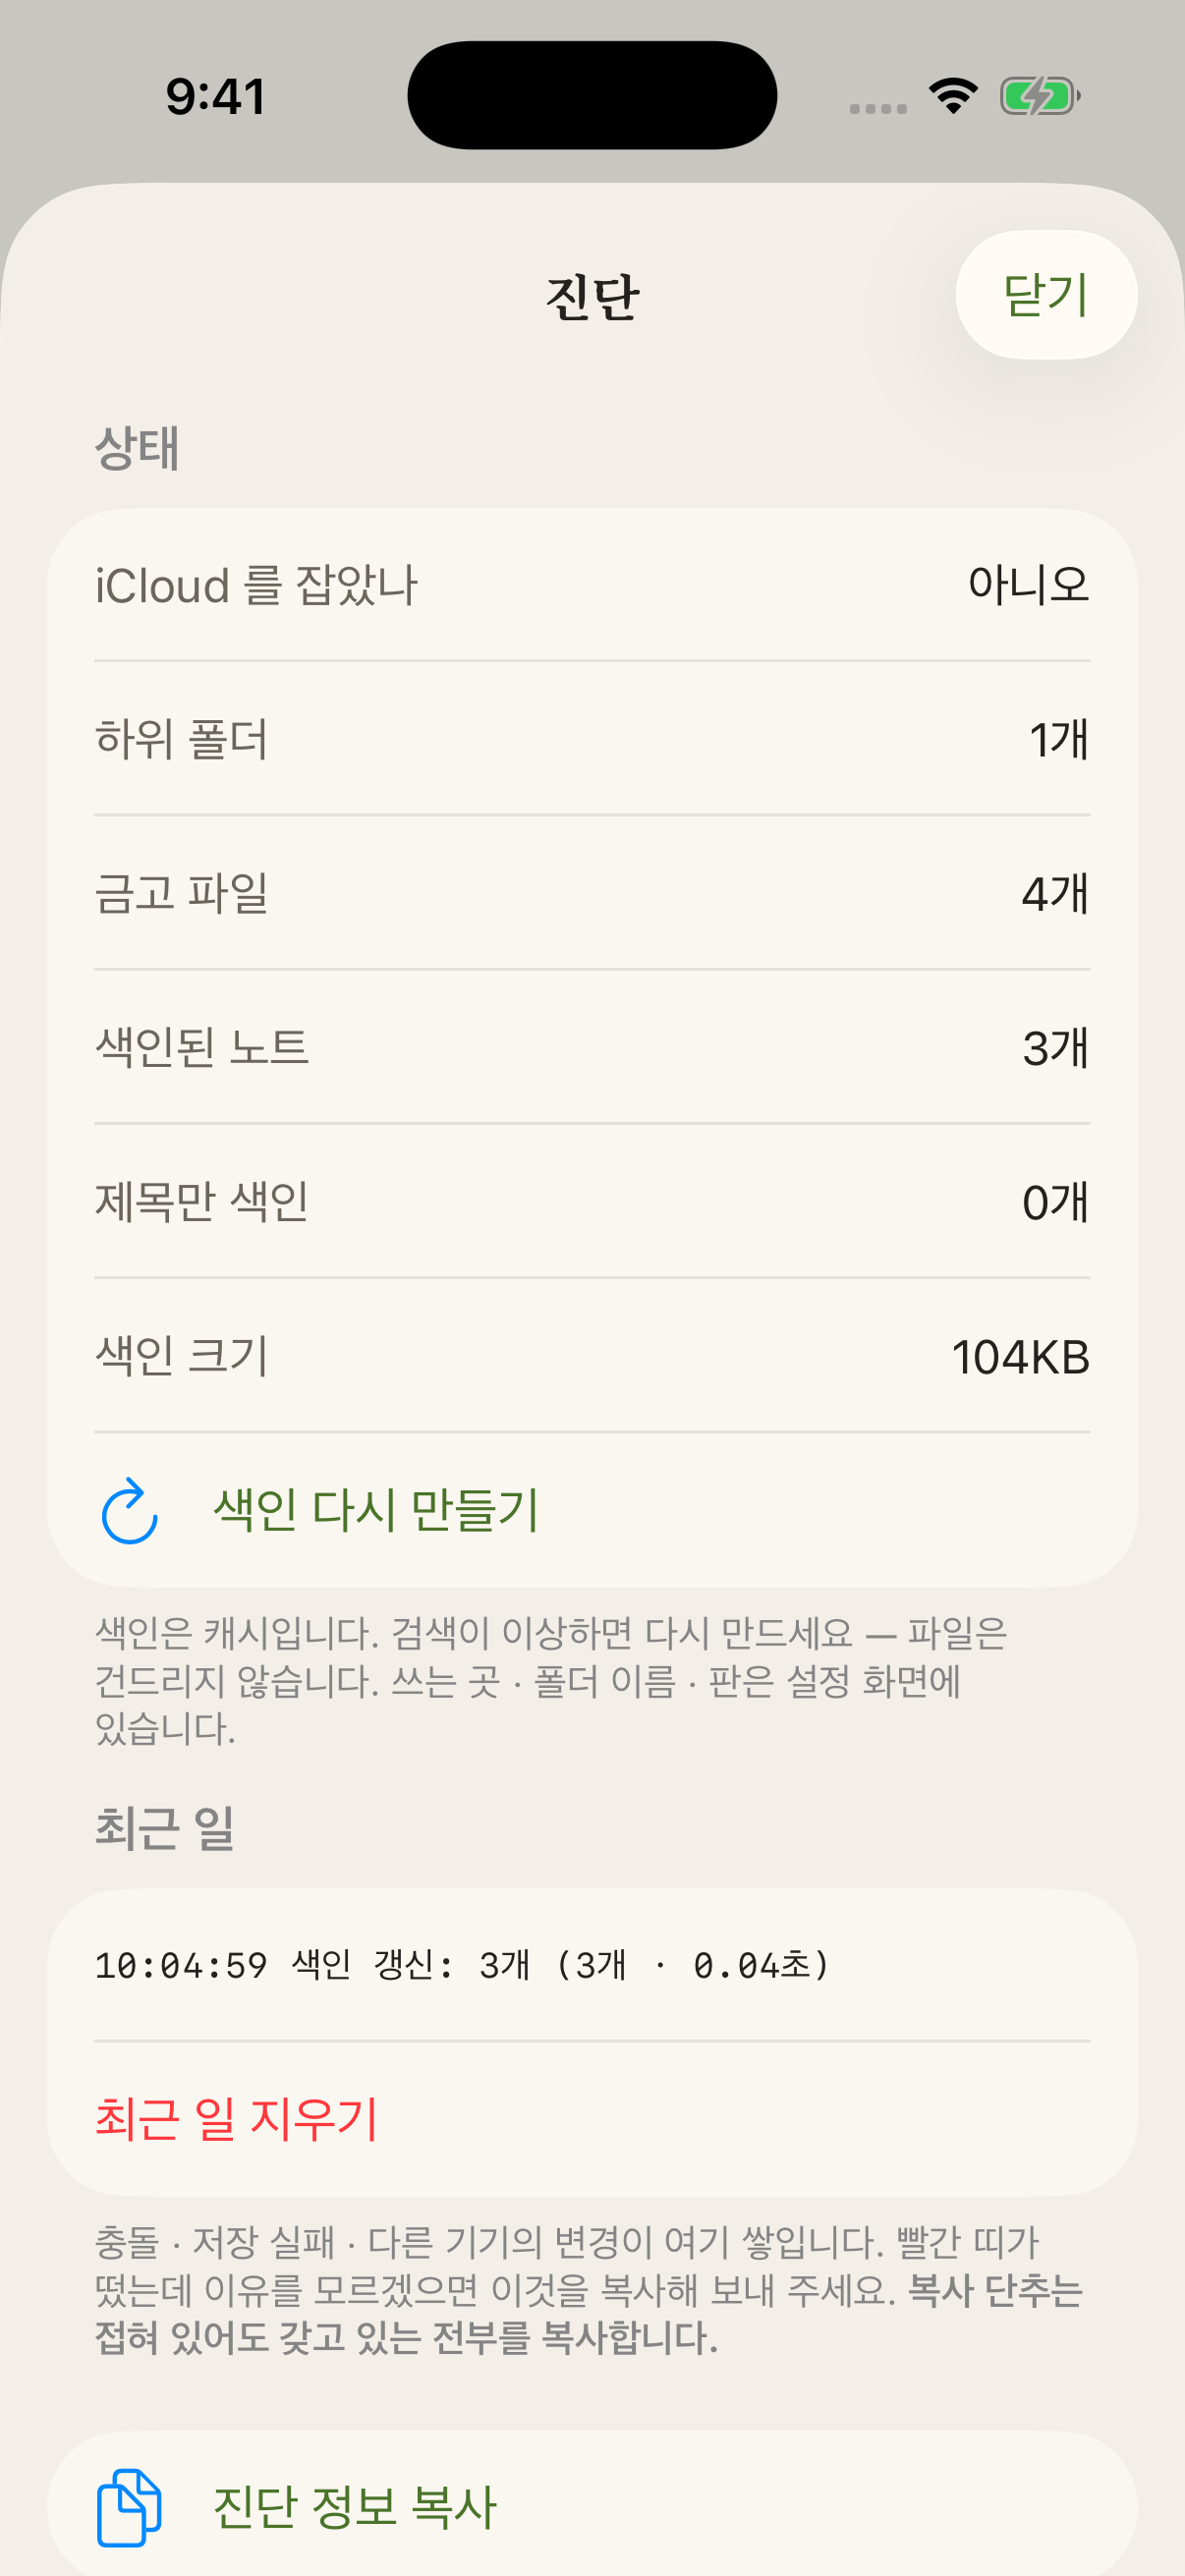 9:41
진단
닫기
상태
iCloud 를 잡았나 아니오
하위 폴더 1개
금고 파일 4개
색인된 노트 3개
제목만 색인 0개
색인 크기 104KB
색인 다시 만들기
색인은 캐시입니다. 검색이 이상하면 다시 만드세요 — 파일은
건드리지 않습니다. 쓰는 곳 · 폴더 이름 · 판은 설정 화면에
있습니다.
최근 일
10:04:59 색인 갱신: 3개 (3개 · 0.04초)
최근 일 지우기
충돌 · 저장 실패 · 다른 기기의 변경이 여기 쌓입니다. 빨간 띠가
떴는데 이유를 모르겠으면 이것을 복사해 보내 주세요. 복사 단추는
접혀 있어도 갖고 있는 전부를 복사합니다.
진단 정보 복사